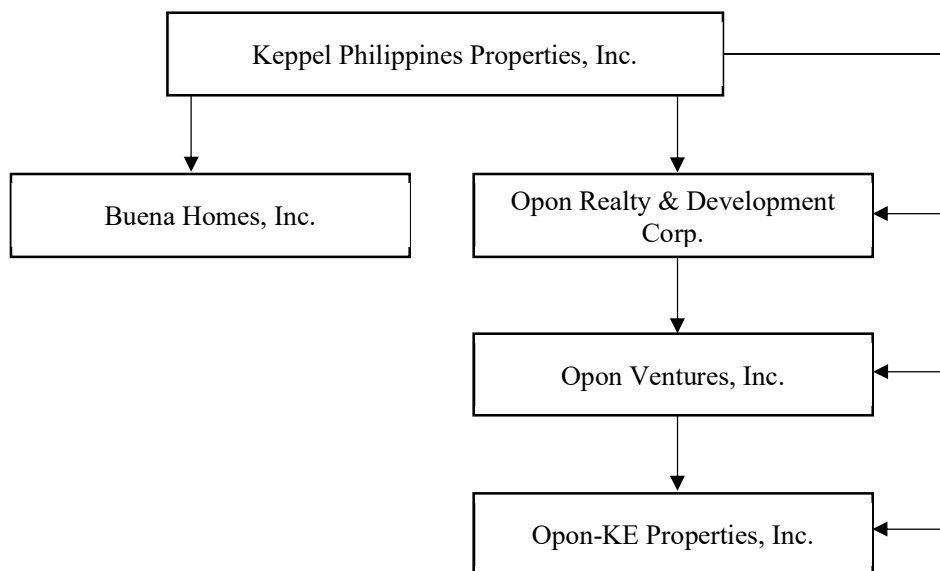 Keppel Philippines Properties, Inc.
Buena Homes, Inc.
Opon Realty & Development
Corp.
Opon Ventures, Inc.
Opon-KE Properties, Inc.